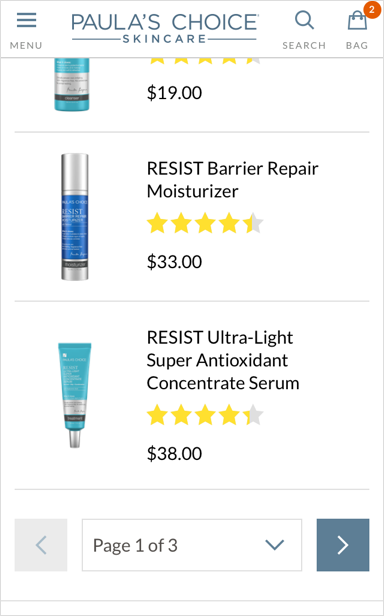 PAULA'S CHOICE
SKINCARE
2
MENU
SEARCH
BAG
$19.00
RESIST Barrier Repair
Moisturizer
RESIST
$33.00
RESIST Ultra-Light
Super Antioxidant
Concentrate Serum
$38.00
Page 1 of 3